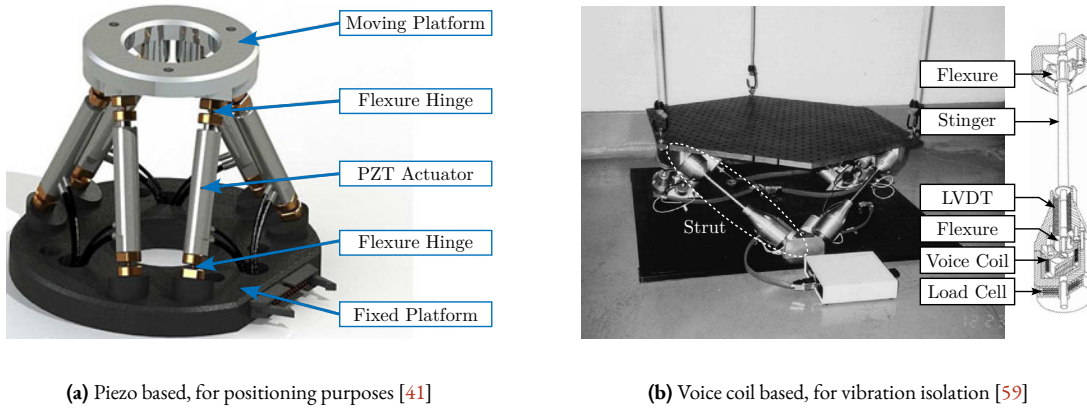 Moving Platform
Flexure Hinge
PZT Actuator
Flexure Hinge
Fixed Platform
(a) Piezo based, for positioning purposes [41]
Strut
Flexure
Stinger
LVDT
Flexure
Voice Coil
Load Cell
(b) Voice coil based, for vibration isolation [59]